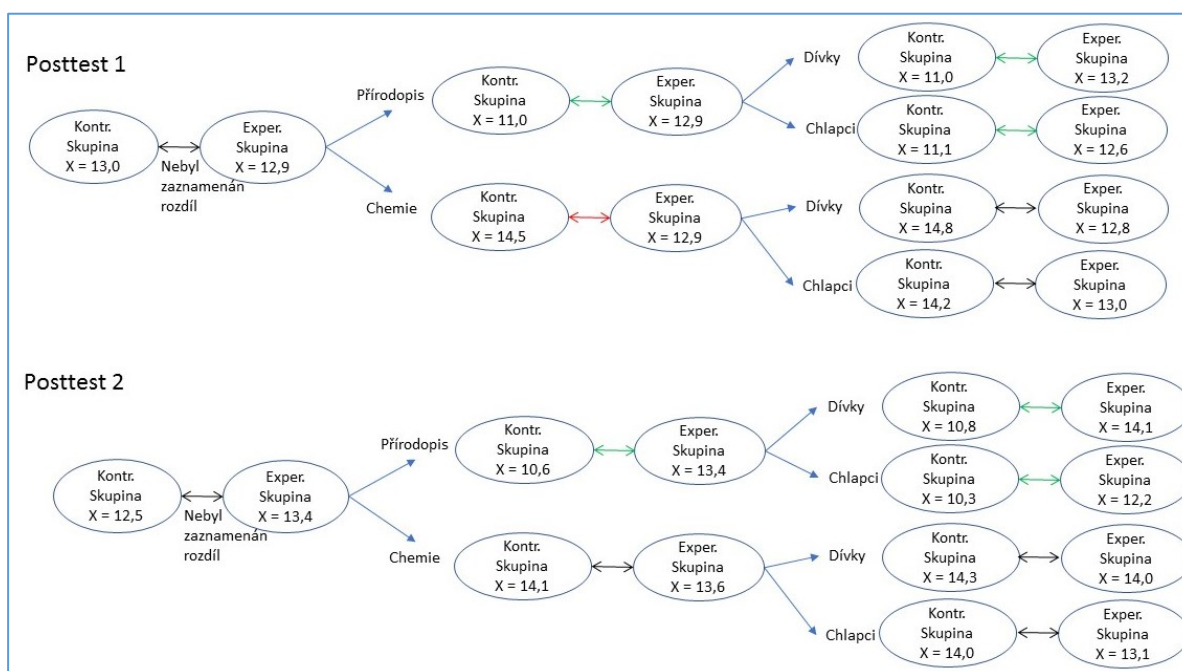 Posttest 1
Kontr.
Skupina
X = 13,0
Nebyl
zaznamenán
rozdíl
Exper.
Skupina
X = 12,9
Přírodopis
Kontr.
Skupina
X = 11,0
Exper.
Skupina
X = 12,9
Dívky
Kontr.
Skupina
X = 11,0
Exper.
Skupina
X = 13,2
Chlapci
Kontr.
Skupina
X = 11,1
Exper.
Skupina
X = 12,6
Chemie
Kontr.
Skupina
X = 14,5
Exper.
Skupina
X = 12,9
Dívky
Kontr.
Skupina
X = 14,8
Exper.
Skupina
X = 12,8
Chlapci
Kontr.
Skupina
X = 14,2
Exper.
Skupina
X = 13,0
Posttest 2
Kontr.
Skupina
X = 12,5
Nebyl
zaznamenán
rozdíl
Exper.
Skupina
X = 13,4
Přírodopis
Kontr.
Skupina
X = 10,6
Exper.
Skupina
X = 13,4
Dívky
Kontr.
Skupina
X = 10,8
Exper.
Skupina
X = 14,1
Chlapci
Kontr.
Skupina
X = 10,3
Exper.
Skupina
X = 12,2
Chemie
Kontr.
Skupina
X = 14,1
Exper.
Skupina
X = 13,6
Dívky
Kontr.
Skupina
X = 14,3
Exper.
Skupina
X = 14,0
Chlapci
Kontr.
Skupina
X = 14,0
Exper.
Skupina
X = 13,1